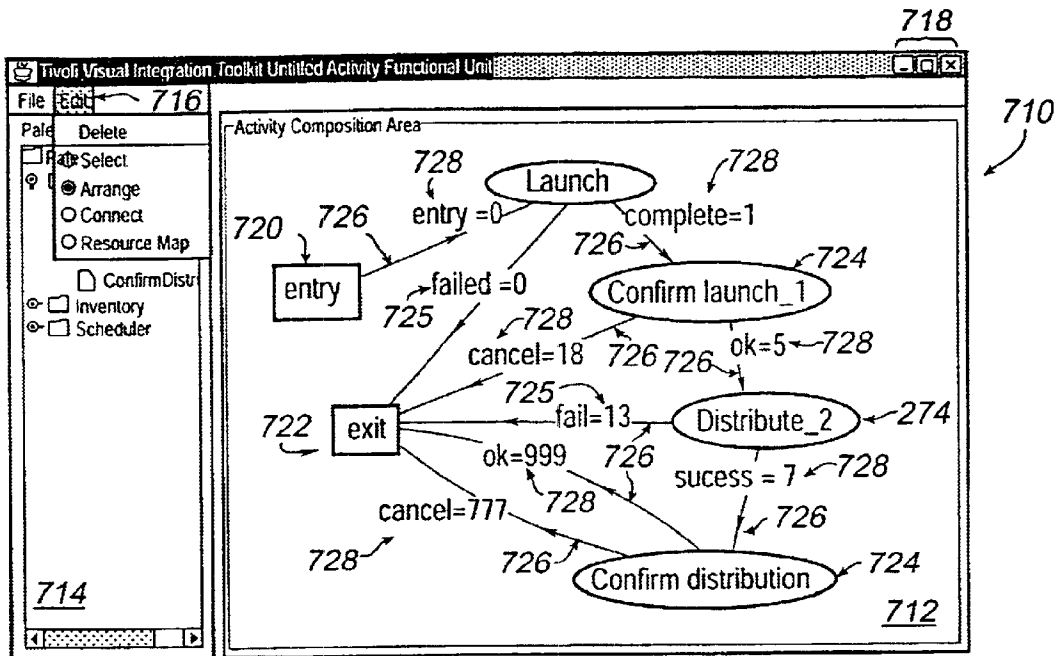 718
Tivoli Visual Integration Toolkit Untitled Activity Functional Unit
File Edit 716
710
Pale Delete
Select
Arrange
Connect
Resource Map
ConfirmDistri
Inventory
Scheduler
714
Activity Composition Area
Launch
728
728
entry =0
complete=1
720
726
726
724
entry
failed =0
Confirm launch_1
725
728
cancel=18
726
ok=5
728
726
725
exit
fail=13
Distribute_2
274
722
ok=999
726
sucess = 7
728
728
cancel=777
726
728
726
Confirm distribution
724
712